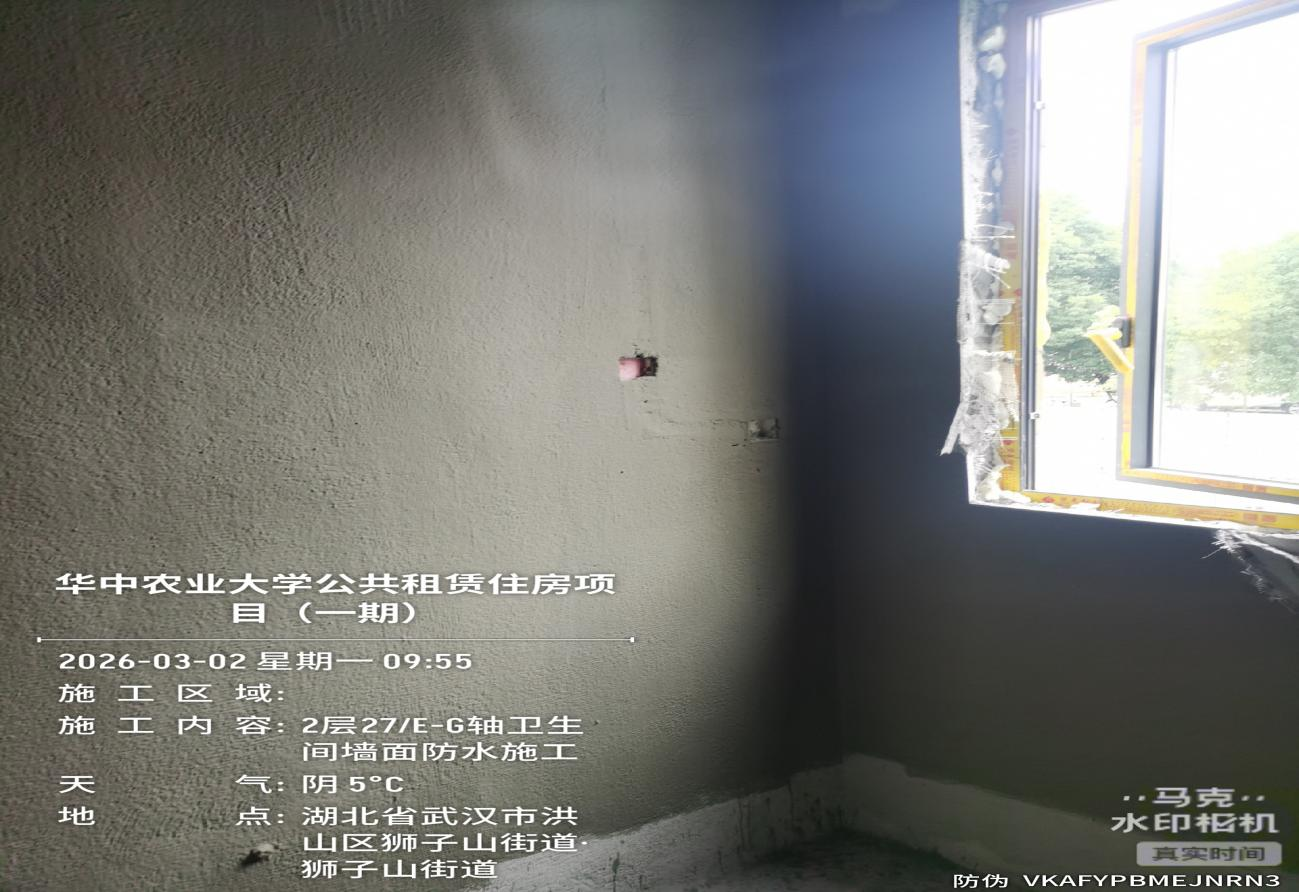 华中农业大学公共租赁住房项
目（一期）
2026-03-02 星期一 09:55
施工区域:
施工内容: 2层27/E-G轴卫生
间墙面防水施工
天气: 阴 5°C
地点: 湖北省武汉市洪
山区狮子山街道·
狮子山街道
马克
水印相机
真实时间
防伪 VKAFYPBMEJNRN3